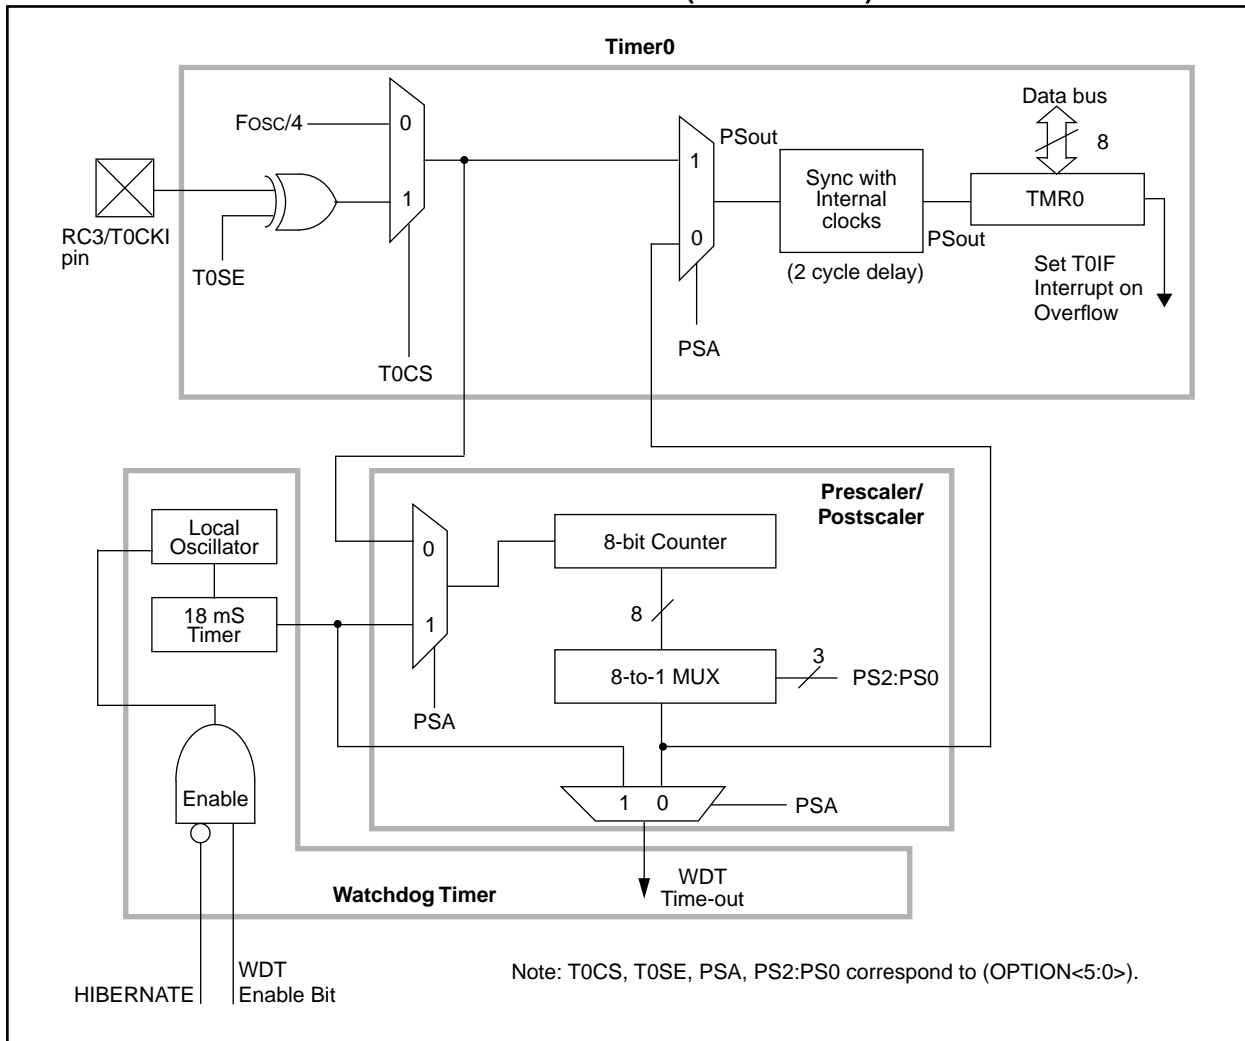 Timer0
Data bus
8
FOSC/4
0
1
PSout
1
0
Sync with
Internal
clocks
TMR0
PSout
(2 cycle delay)
RC3/T0CKI
pin
T0SE
Set T0IF
Interrupt on
Overflow
PSA
T0CS
Prescaler/
Postscaler
Local
Oscillator
0
8-bit Counter
18 mS
Timer
1
8
8-to-1 MUX
3
PS2:PS0
PSA
Enable
1 0
PSA
WDT
Time-out
Watchdog Timer
HIBERNATE
WDT
Enable Bit
Note: T0CS, T0SE, PSA, PS2:PS0 correspond to (OPTION<5:0>).